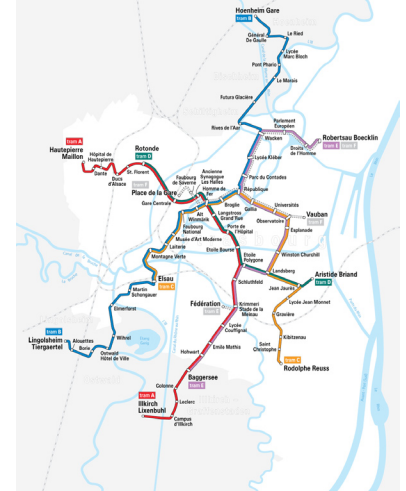 Hoenheim Gare
tram B
Général
De Gaulle
Le Ried
Lycée
Marc Bloch
Pont Phario
Le Marais
Futura Glacière
Rives de l'Aar
Parlement
Européen
Wacken
Robertsau Boecklin
tram E
Droits
de l'Homme
Lycée Kléber
Parc du Contades
République
tram A
Hautepierre
Maillon
Hôpital de
Hautepierre
Dante
Ducs
d'Alsace
St. Florent
Rotonde
tram D
Place de la Gare
Faubourg
de Saverne
Ancienne
Synagogue
Les Halles
Homme de
Fer
Gare Centrale
Alt
Winmärik
Faubourg
National
Musée d'Art Moderne
Laiterie
Montagne Verte
Broglie
Gallia
Langstross
Grand'Rue
Porte de
l'Hôpital
Etoile Bourse
Etoile
Polygone
Universités
Observatoire
Vauban
Esplanade
Winston Churchill
Landsberg
Jean Jaurès
Aristide Briand
tram D
Lycée Jean Monnet
Gravière
Kibitzenau
Saint
Christophe
tram C
Rodolphe Reuss
Schluthfeld
Krimmeri
Stade de la
Meinau
Fédération
Lycée
Couffignal
Emile Mathis
Hohwart
Baggersee
tram E
Colonne
Leclerc
tram A
Illkirch
Lixenbuhl
Campus
d'Illkirch
Elsau
tram C
Martin
Schongauer
Elmerforst
Wihrel
Ostwald
Hôtel de Ville
Borie
Alouettes
tram B
Lingolsheim
Tiergaertel